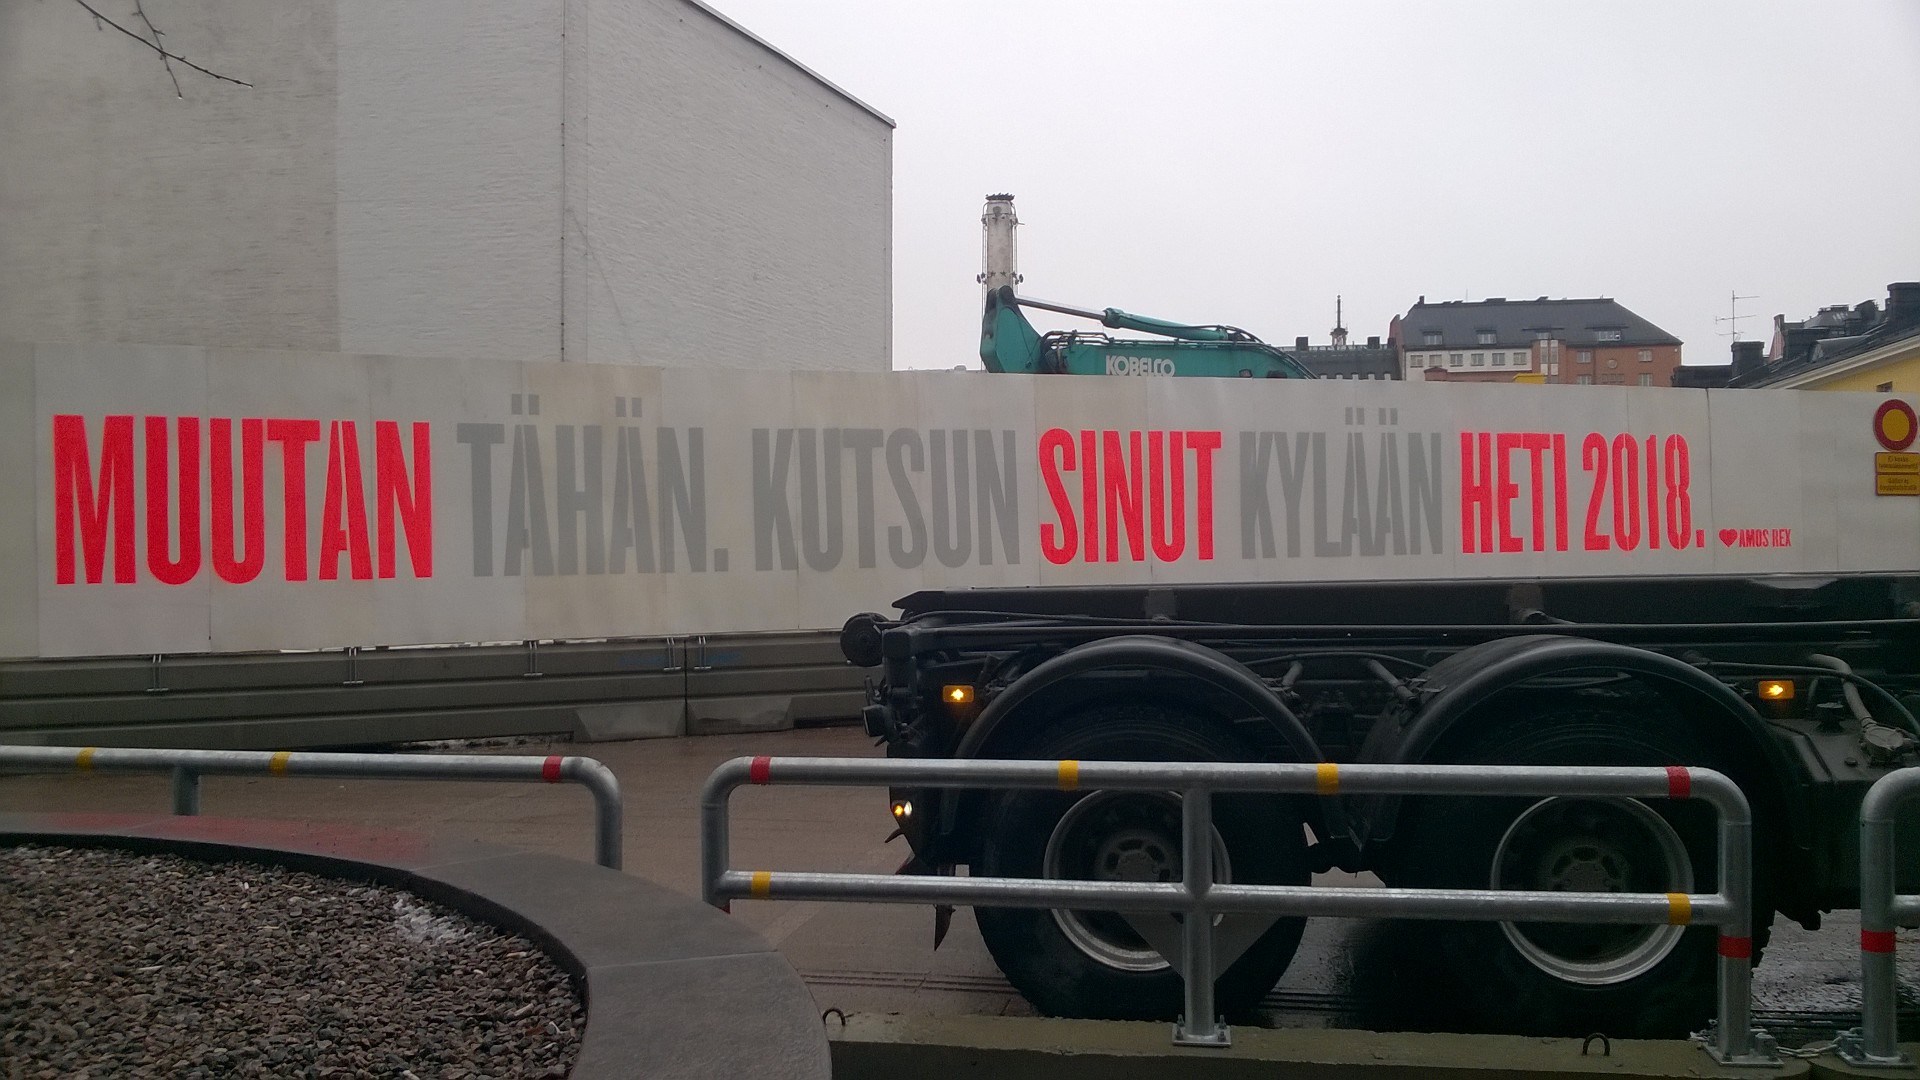 KOBELCO
MUUTAN TÄHÄN. KUTSUN SINUT KYLÄÄN HETI 2018.
♥AMOS REX